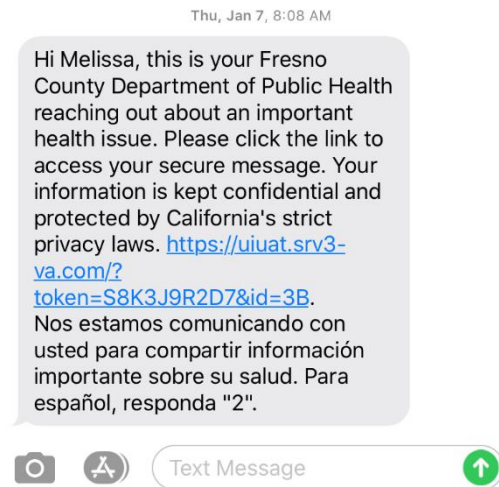 Thu, Jan 7, 8:08 AM
Hi Melissa, this is your Fresno
County Department of Public Health
reaching out about an important
health issue. Please click the link to
access your secure message. Your
information is kept confidential and
protected by California's strict
privacy laws. https://uiuat.srv3-
va.com/?
token=S8K3J9R2D7&id=3B.
Nos estamos comunicando con
usted para compartir información
importante sobre su salud. Para
español, responda "2".
Text Message